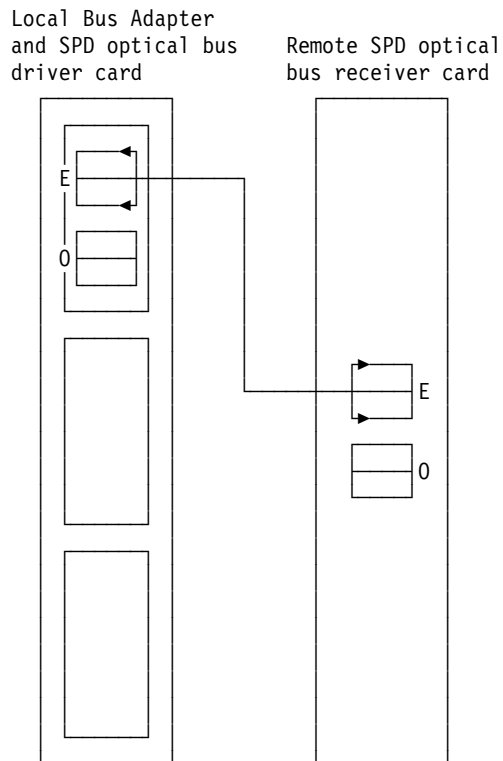 Local Bus Adapter
and SPD optical bus
driver card
Remote SPD optical
bus receiver card
E
O
E
O